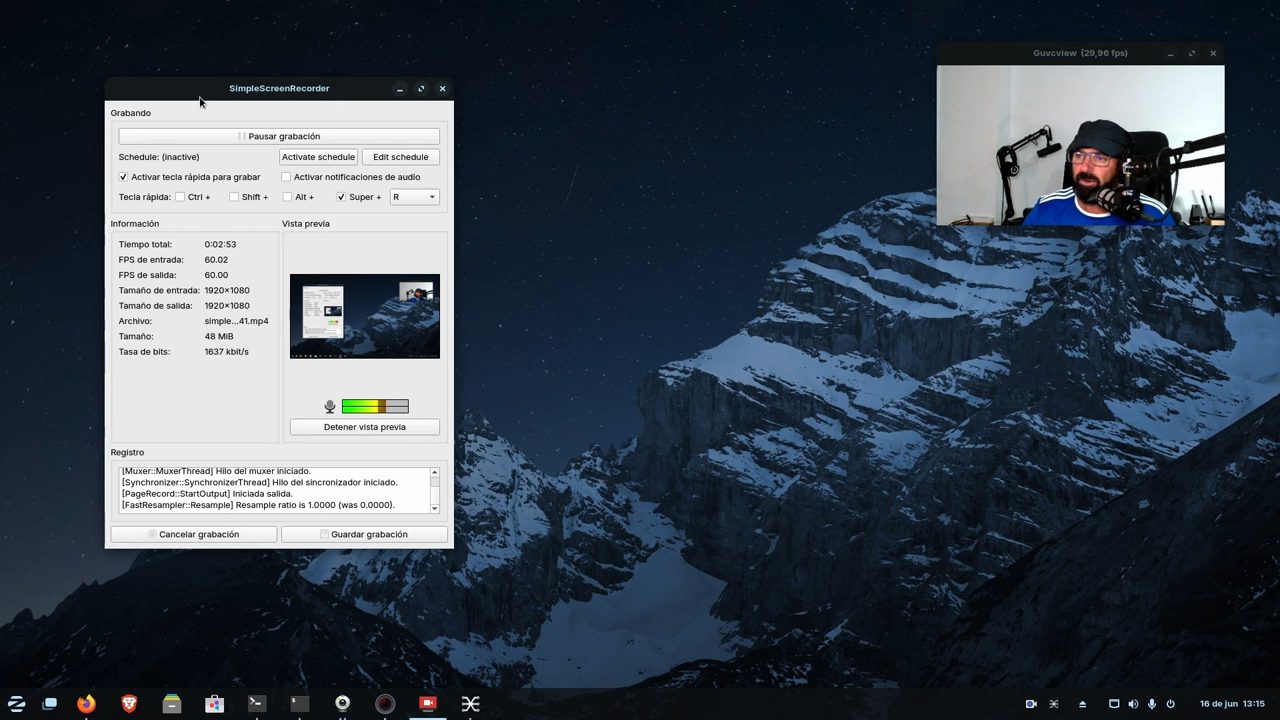 Guvcview (29,96 fps)
SimpleScreenRecorder
Grabando
Pausar grabación
Schedule: (inactive)
Activate schedule
Edit schedule
Activar tecla rápida para grabar
Activar notificaciones de audio
Tecla rápida:
Ctrl +
Shift +
Alt +
Super +
R
Información
Vista previa
Tiempo total: 0:02:53
FPS de entrada: 60.02
FPS de salida: 60.00
Tamaño de entrada: 1920×1080
Tamaño de salida: 1920×1080
Archivo: simple...41.mp4
Tamaño: 48 MiB
Tasa de bits: 1637 kbit/s
Detener vista previa
Registro
[Muxer::MuxerThread] Hilo del muxer iniciado.
[Synchronizer::SynchronizerThread] Hilo del sincronizador iniciado.
[PageRecord::StartOutput] Iniciada salida.
[FastResampler::Resample] Resample ratio is 1.0000 (was 0.0000).
Cancelar grabación
Guardar grabación
16 de jun 13:15